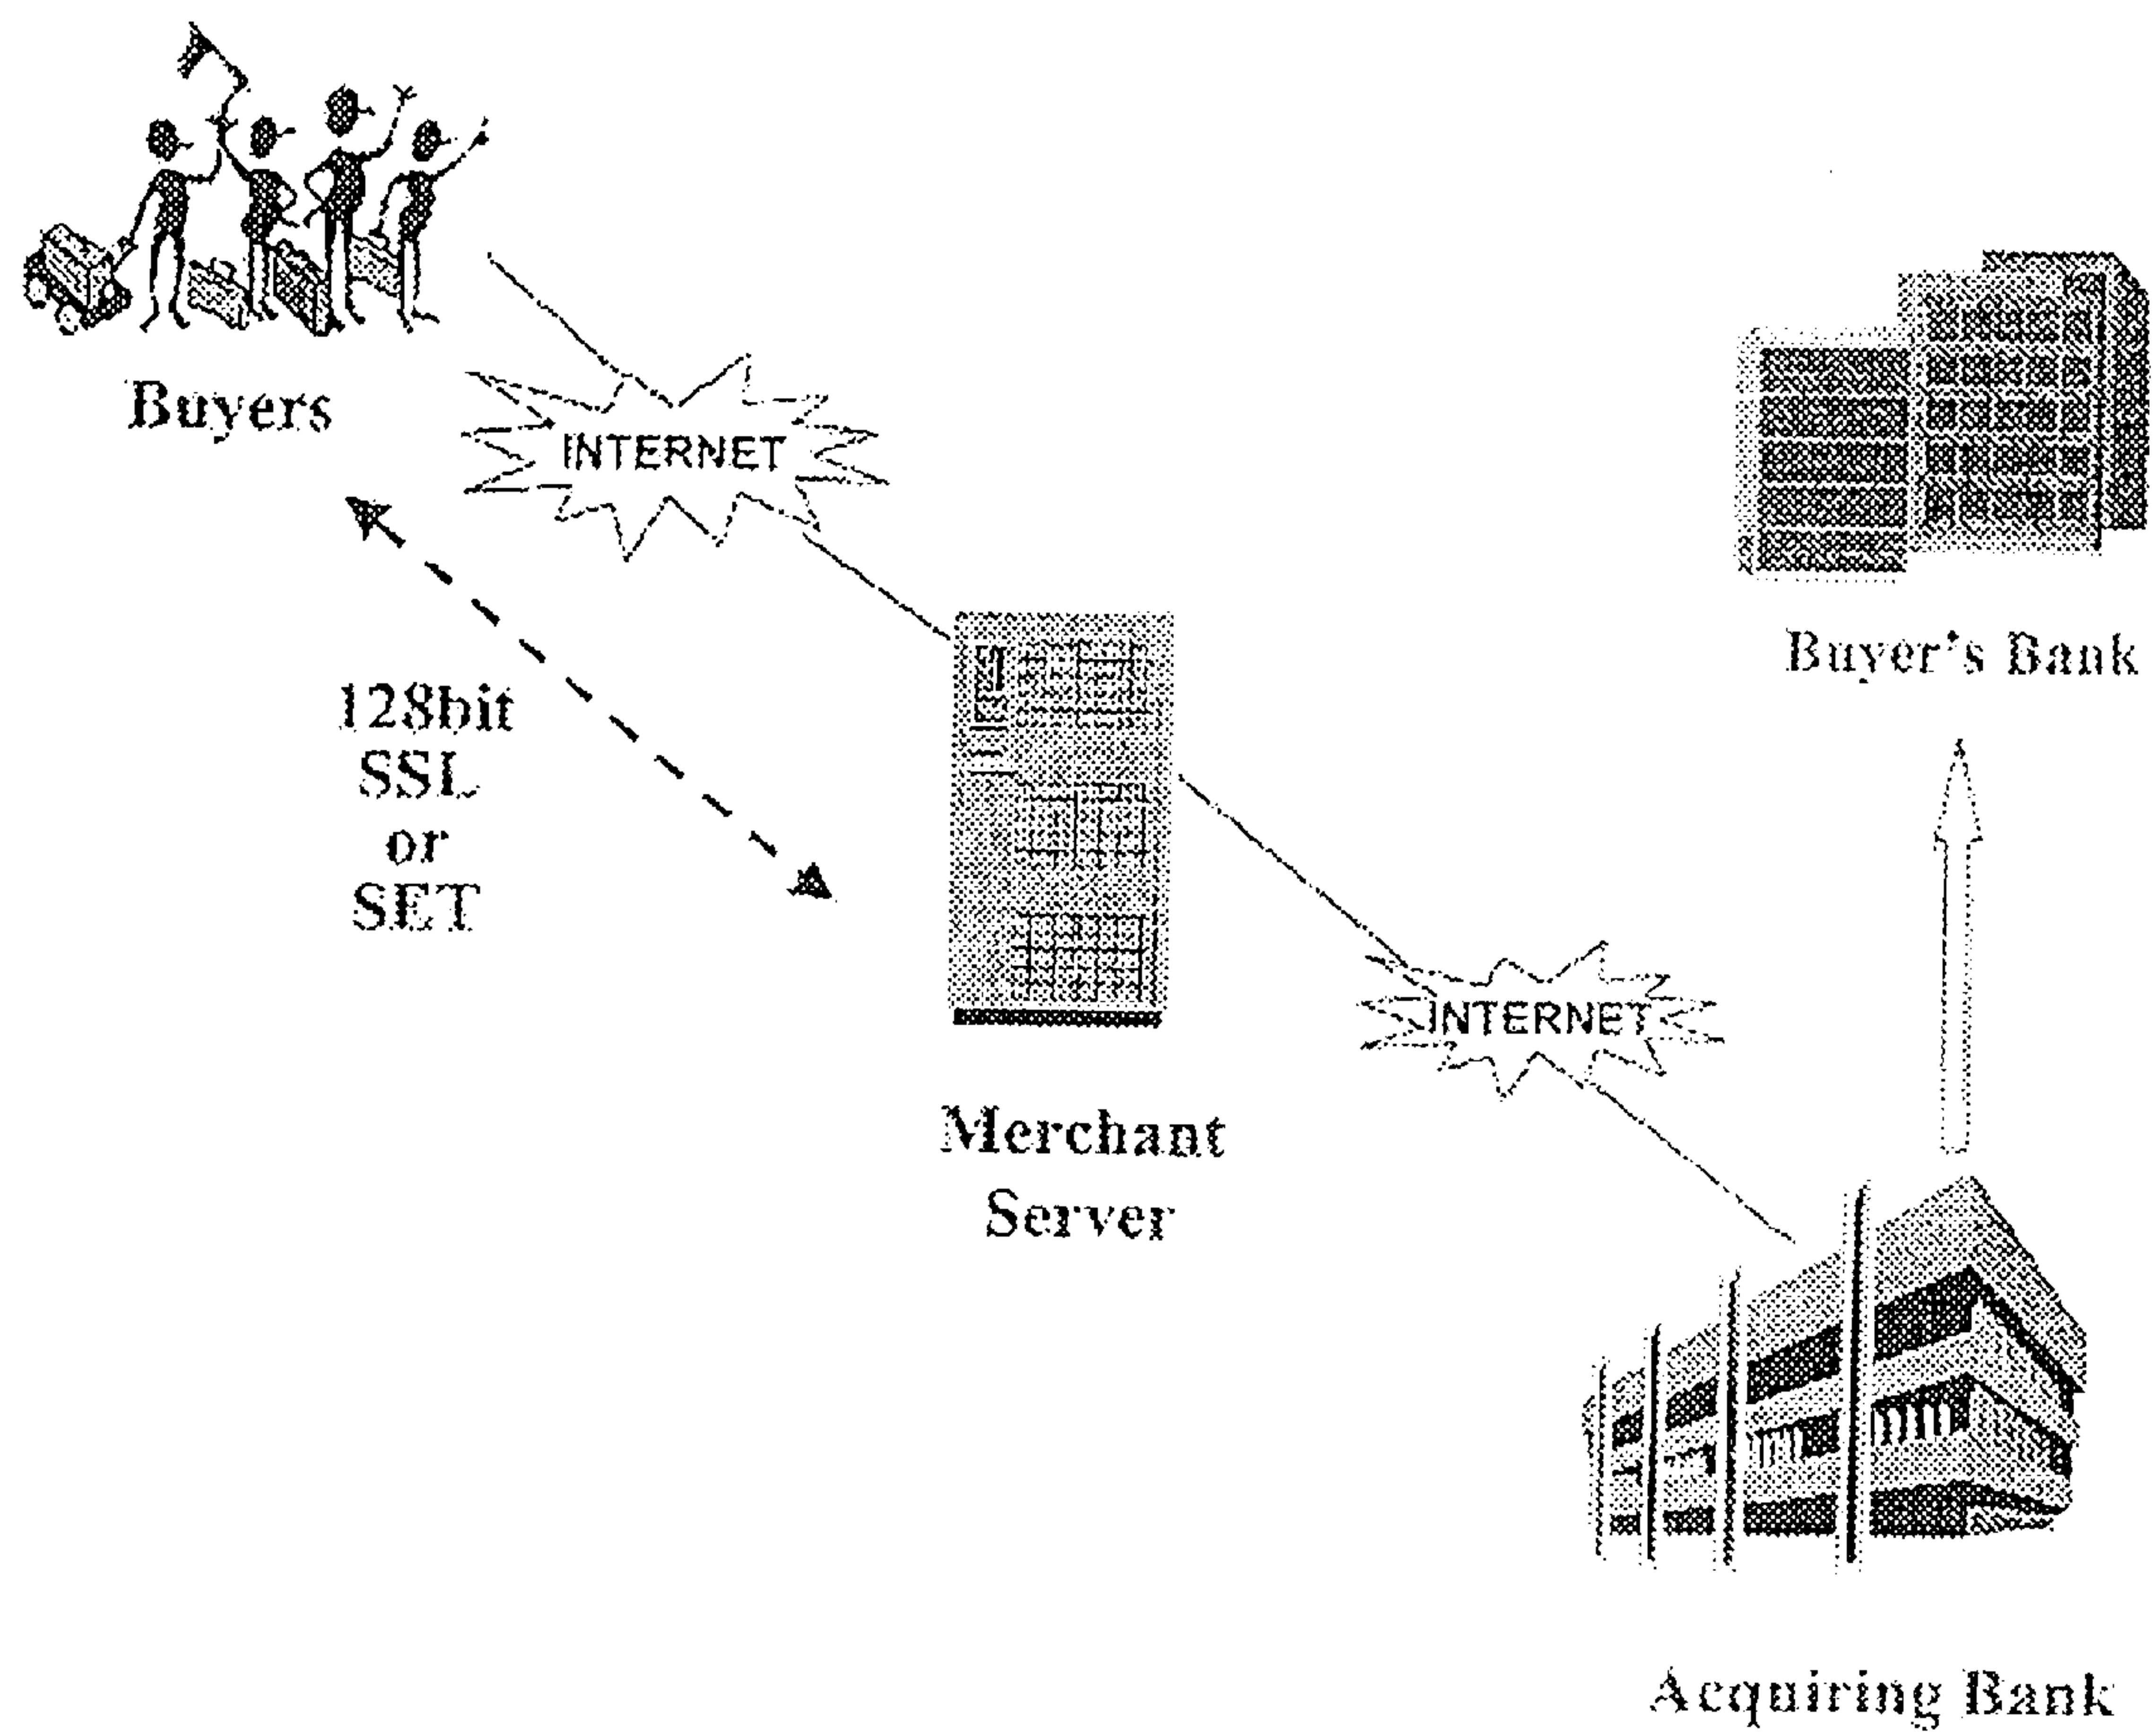 Buyers
INTERNET
128bit
SSL
or
SET
Buyer's Bank
INTERNET
Merchant
Server
Acquiring Bank